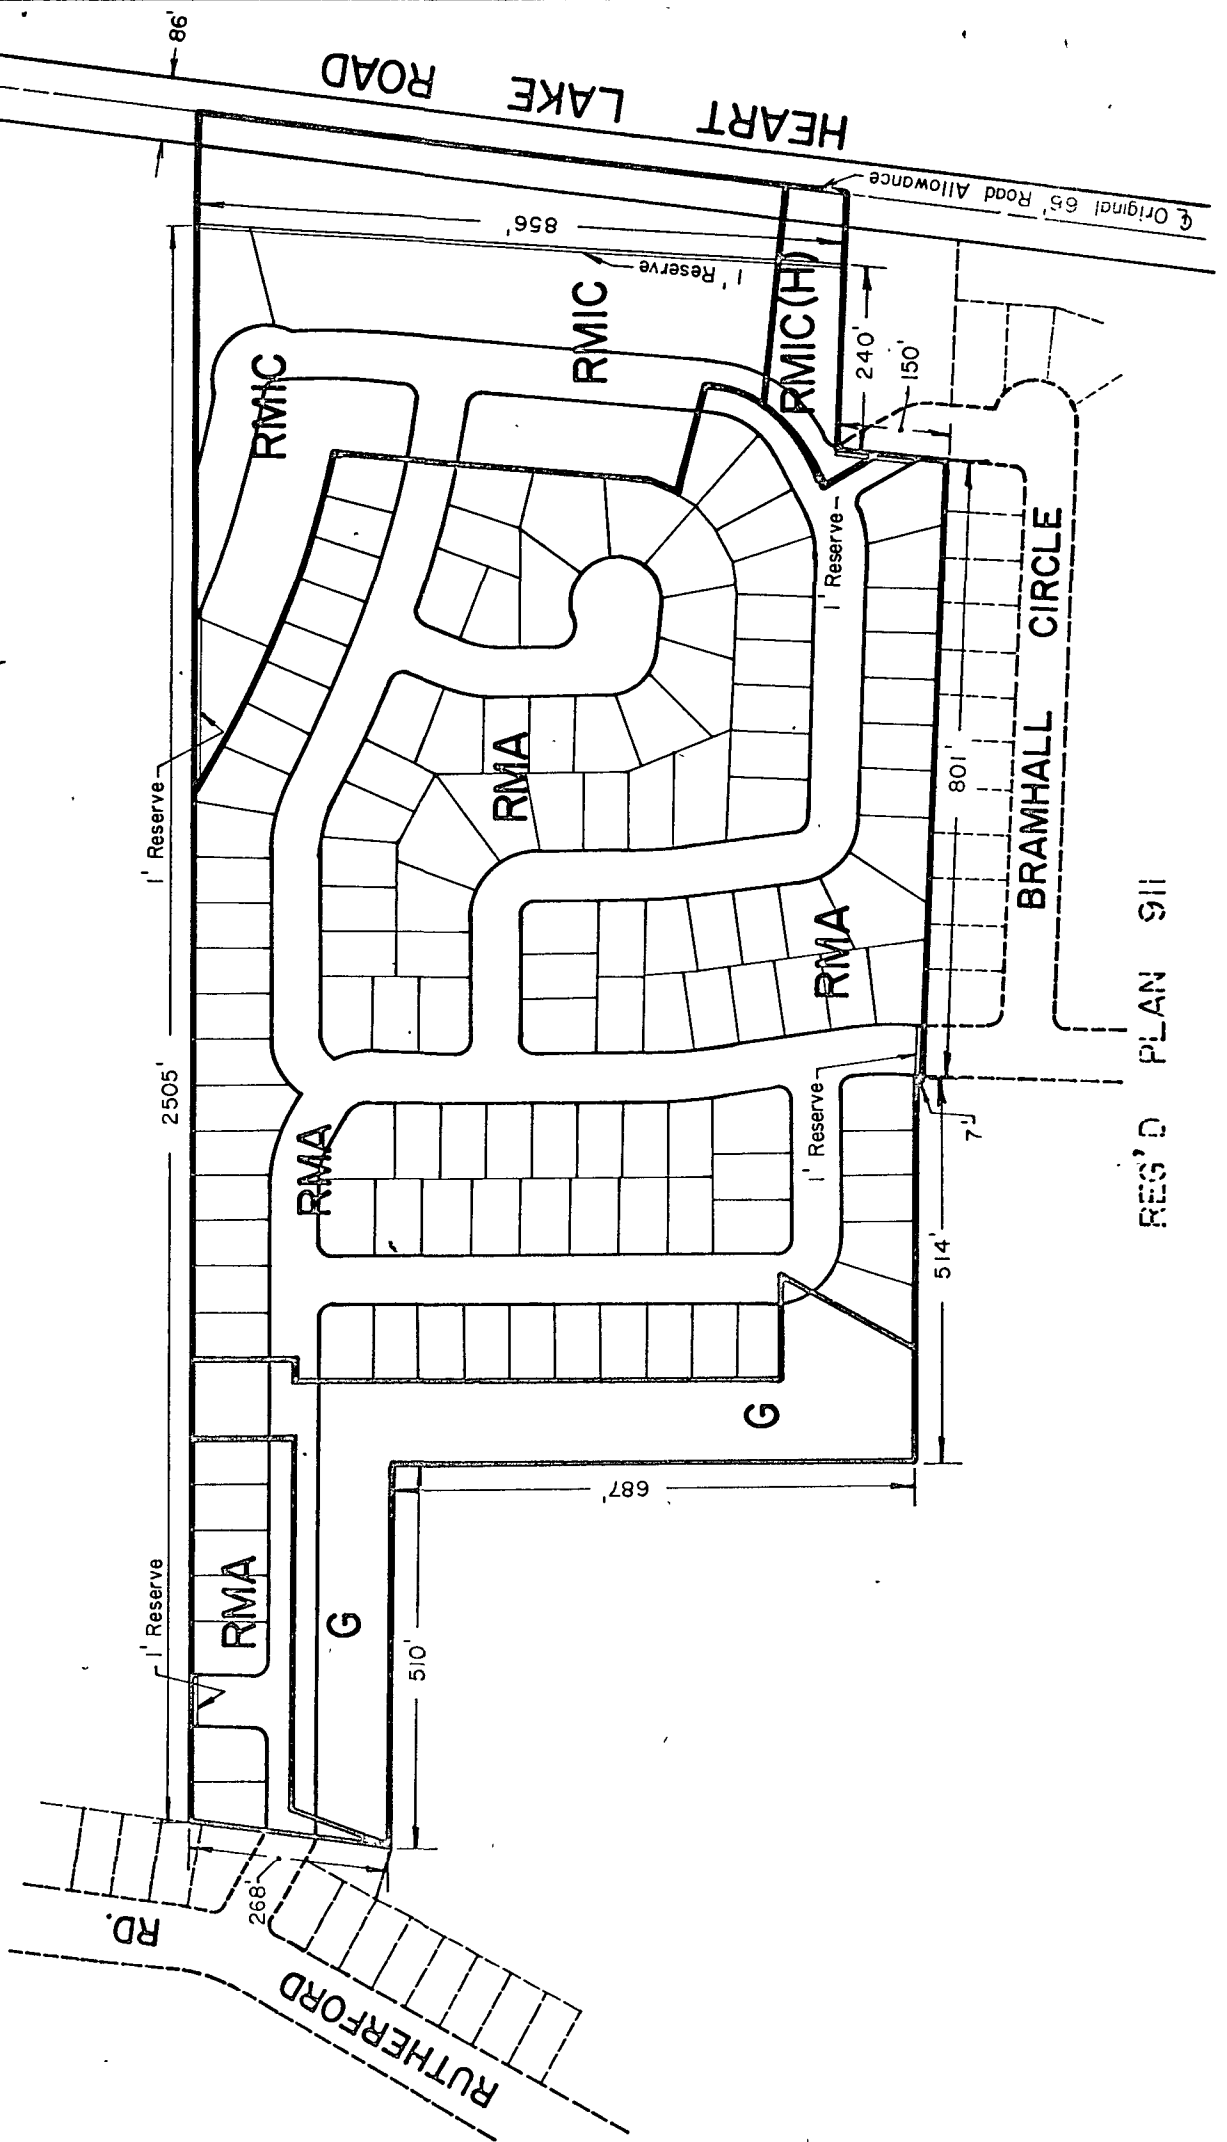 86'
HEART LAKE ROAD
℄ Original 66' Road Allowance
856'
1' Reserve
RMIC
RMIC
RMIC(H)
240'
150'
1' Reserve
1' Reserve
RMA
801'
BRAMHALL CIRCLE
RMA
2505'
RMA
1' Reserve
7'
REG'D PLAN 911
514'
G
687'
1' Reserve
RMA
G
510'
268'
RUTHERFORD RD.